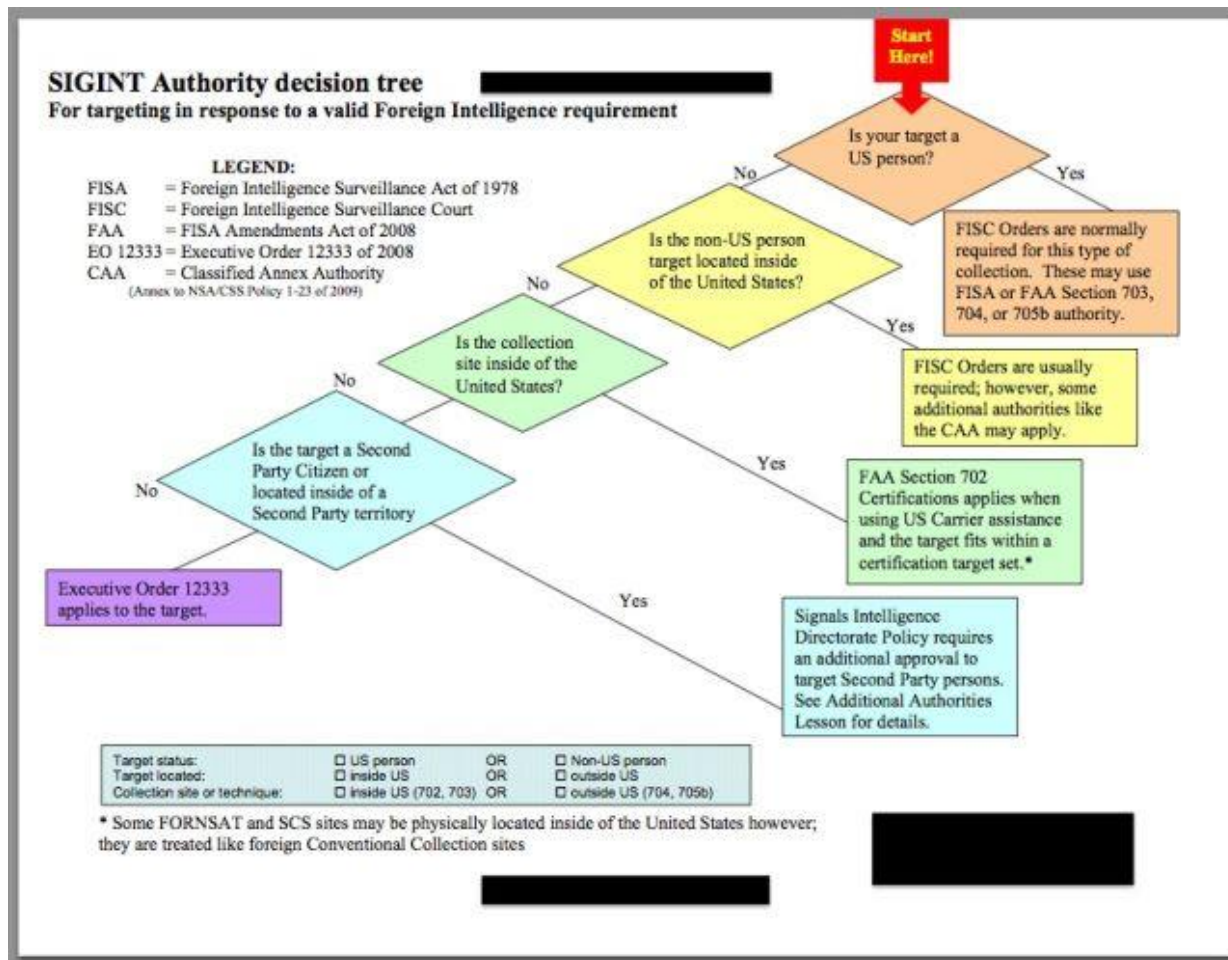 Start
Here!
SIGINT Authority decision tree
For targeting in response to a valid Foreign Intelligence requirement
LEGEND:
FISA = Foreign Intelligence Surveillance Act of 1978
FISC = Foreign Intelligence Surveillance Court
FAA = FISA Amendments Act of 2008
EO 12333 = Executive Order 12333 of 2008
CAA = Classified Annex Authority
(Annex to NSA/CSS Policy 1-23 of 2009)
Is your target a
US person?
No
Yes
FISC Orders are normally
required for this type of
collection. These may use
FISA or FAA Section 703,
704, or 705b authority.
Is the non-US person
target located inside
of the United States?
No
Yes
FISC Orders are usually
required; however, some
additional authorities like
the CAA may apply.
Is the collection
site inside of the
United States?
No
Yes
FAA Section 702
Certifications applies when
using US Carrier assistance
and the target fits within a
certification target set.*
Is the target a Second
Party Citizen or
located inside of a
Second Party territory
No
Yes
Executive Order 12333
applies to the target.
Signals Intelligence
Directorate Policy requires
an additional approval to
target Second Party persons.
See Additional Authorities
Lesson for details.
Target status: ☐ US person OR ☐ Non-US person
Target located: ☐ inside US OR ☐ outside US
Collection site or technique: ☐ inside US (702, 703) OR ☐ outside US (704, 705b)
* Some FORNSAT and SCS sites may be physically located inside of the United States however;
they are treated like foreign Conventional Collection sites